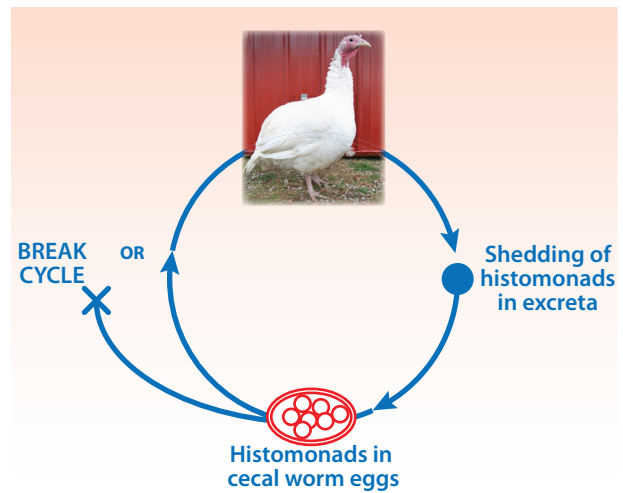 BREAK
CYCLE
OR
Shedding of
histomonads
in excreta
Histomonads in
cecal worm eggs